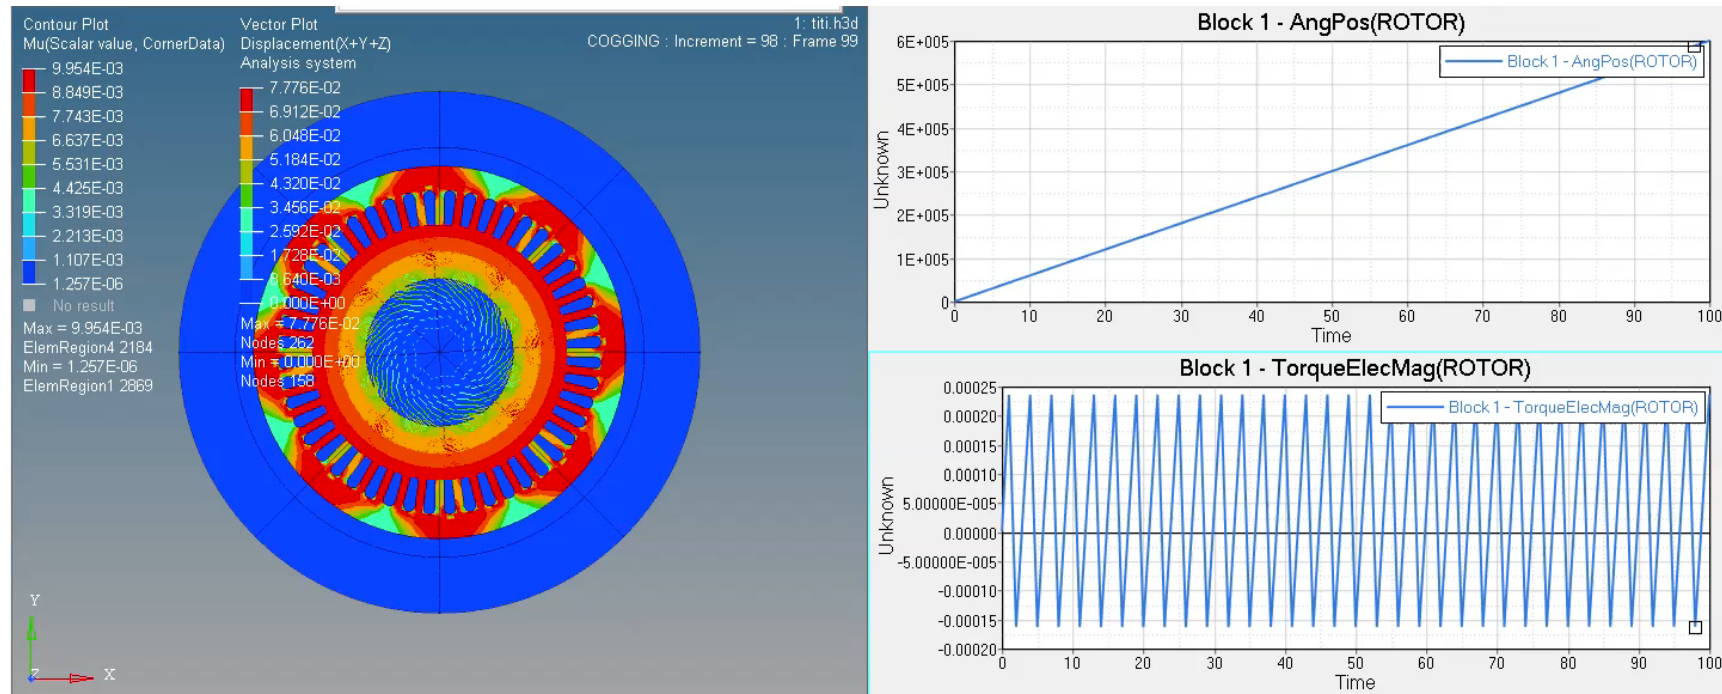 Contour Plot
Mu(Scalar value, CornerData)
9.954E-03
8.849E-03
7.743E-03
6.637E-03
5.531E-03
4.425E-03
3.319E-03
2.213E-03
1.107E-03
1.257E-06
No result
Max = 9.954E-03
ElemRegion4 2184
Min = 1.257E-06
ElemRegion1 2869
Vector Plot
Displacement(X+Y+Z)
Analysis system
7.776E-02
6.912E-02
6.048E-02
5.184E-02
4.320E-02
3.456E-02
2.592E-02
1.728E-02
8.640E-03
0.000E+00
Max = 7.776E-02
Nodes 262
Min = 0.000E+00
Nodes 158
1: titi.h3d
COGGING : Increment = 98 : Frame 99
Y
Z
X
Block 1 - AngPos(ROTOR)
Block 1 - AngPos(ROTOR)
6E+005
5E+005
4E+005
3E+005
2E+005
1E+005
0
Unknown
0 10 20 30 40 50 60 70 80 90 100
Time
Block 1 - TorqueElecMag(ROTOR)
Block 1 - TorqueElecMag(ROTOR)
0.00025
0.00020
0.00015
0.00010
5.00000E-005
0.00000
-5.00000E-005
-0.00010
-0.00015
-0.00020
Unknown
0 10 20 30 40 50 60 70 80 90 100
Time